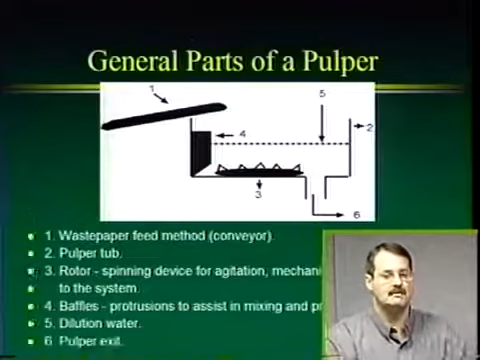 General Parts of a Pulper
1
5
2
4
3
6
1. Wastepaper feed method (conveyor).
2. Pulper tub.
3. Rotor - spinning device for agitation, mechani
to the system.
4. Baffles - protrusions to assist in mixing and pr
5. Dilution water.
6. Pulper exit.